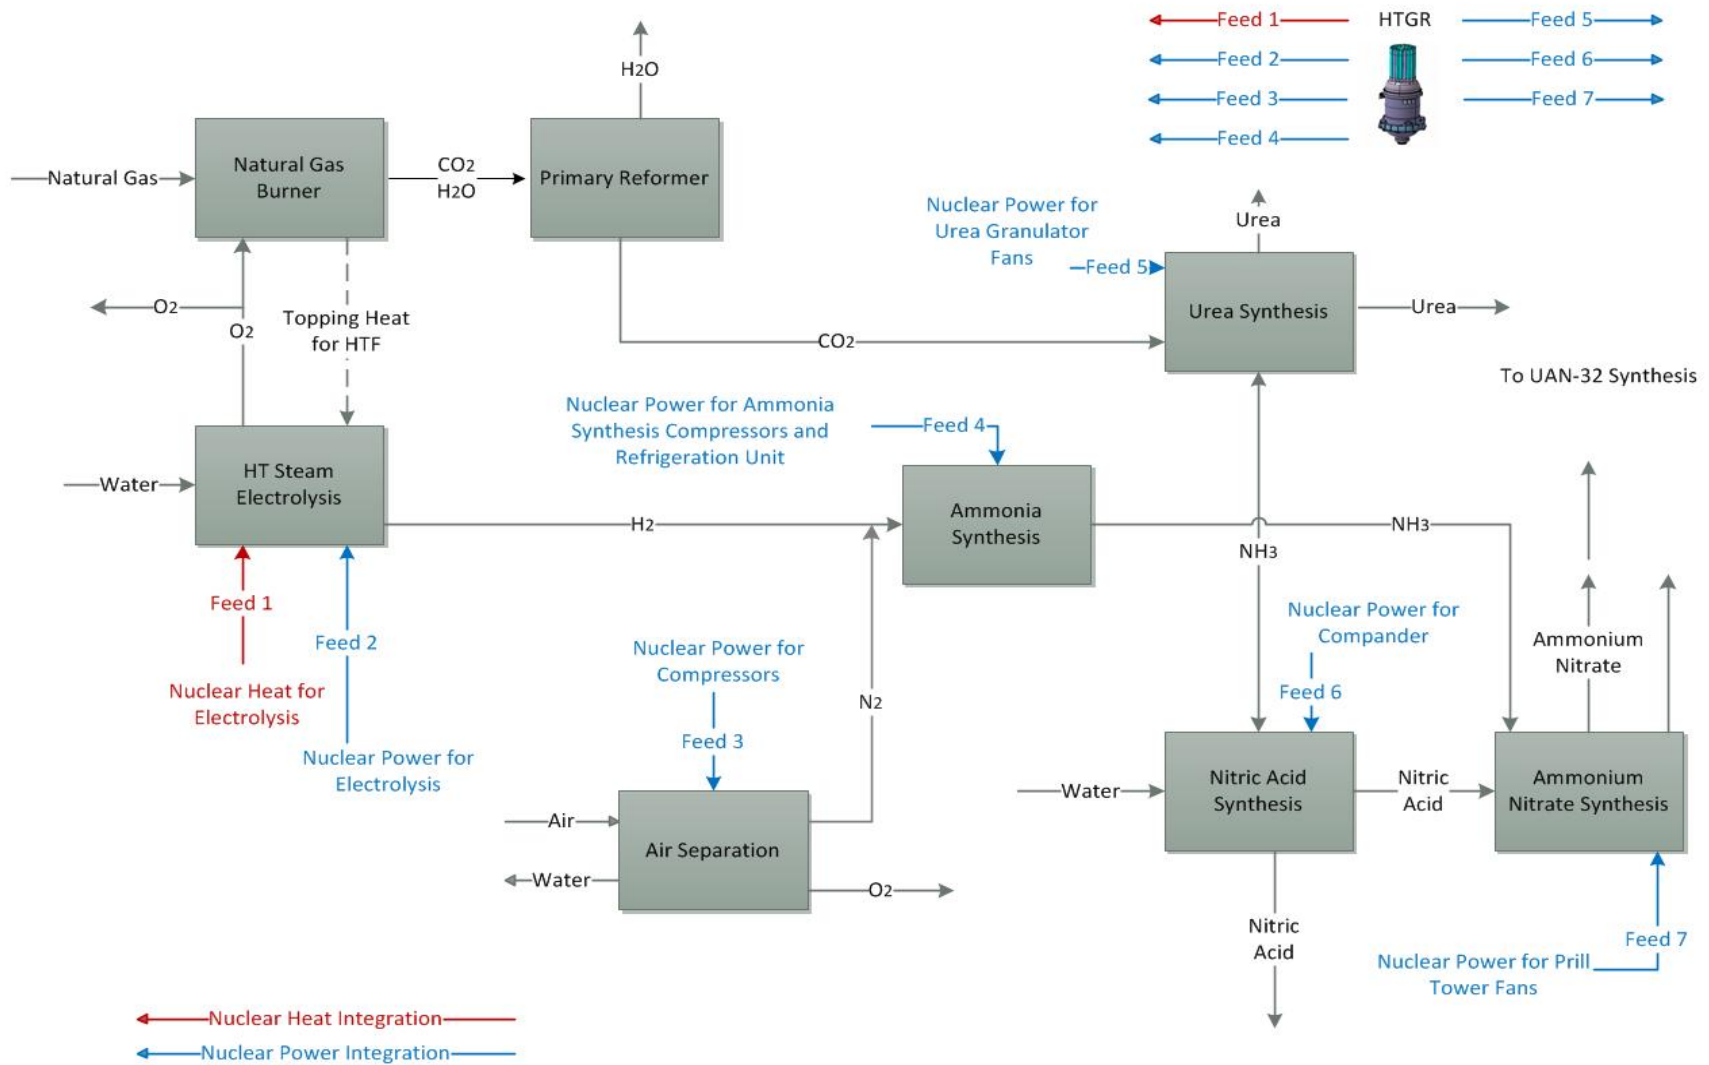 Feed 1
HTGR
Feed 5
Feed 2
Feed 6
Feed 3
Feed 7
Feed 4
H2O
Natural Gas
Natural Gas
Burner
CO2
H2O
Primary Reformer
Nuclear Power for
Urea Granulator
Fans
Feed 5
Urea
Urea Synthesis
Urea
O2
O2
Topping Heat
for HTF
CO2
To UAN-32 Synthesis
Nuclear Power for Ammonia
Synthesis Compressors and
Refrigeration Unit
Feed 4
Water
HT Steam
Electrolysis
H2
Ammonia
Synthesis
NH3
NH3
Feed 1
Feed 2
Nuclear Heat for
Electrolysis
Nuclear Power for
Electrolysis
Nuclear Power for
Compressors
Feed 3
N2
Nuclear Power for
Compander
Feed 6
Ammonium
Nitrate
Air
Water
Air Separation
O2
Water
Nitric Acid
Synthesis
Nitric
Acid
Ammonium
Nitrate Synthesis
Nitric
Acid
Feed 7
Nuclear Power for Prill
Tower Fans
Nuclear Heat Integration
Nuclear Power Integration